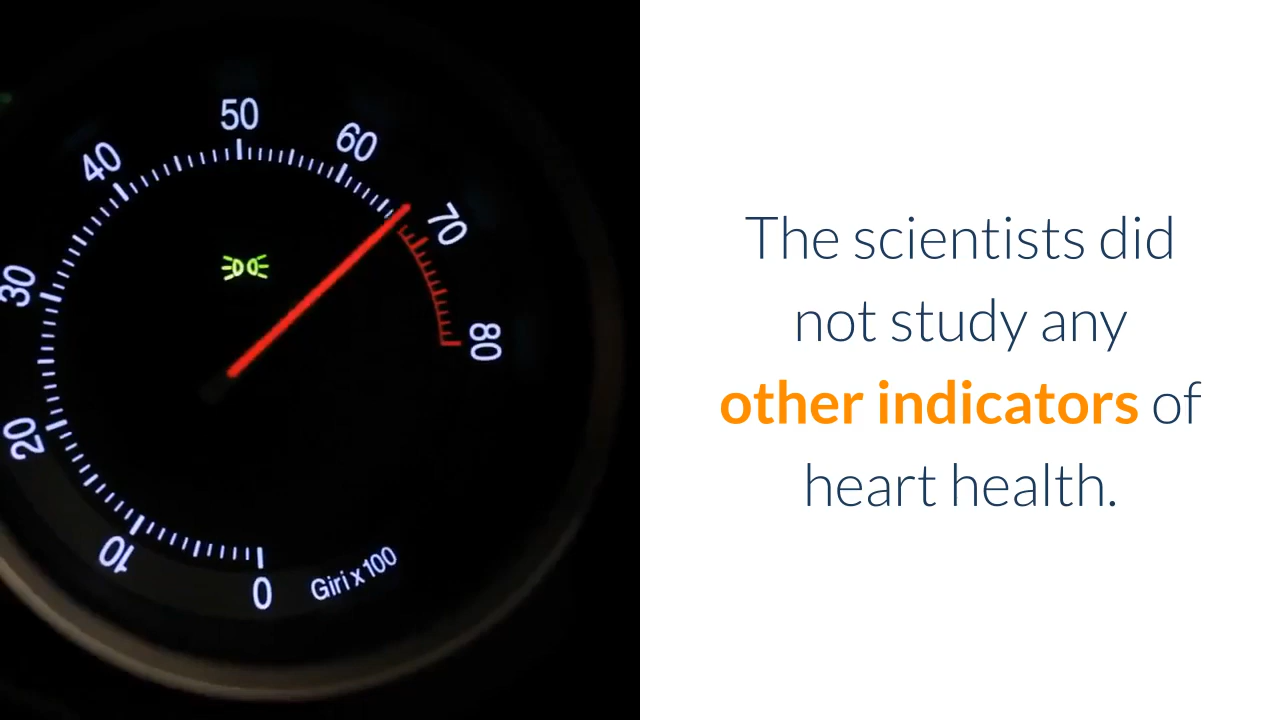 50
60
40
70
30
80
20
10
0
Giri x 100
The scientists did
not study any
other indicators of
heart health.